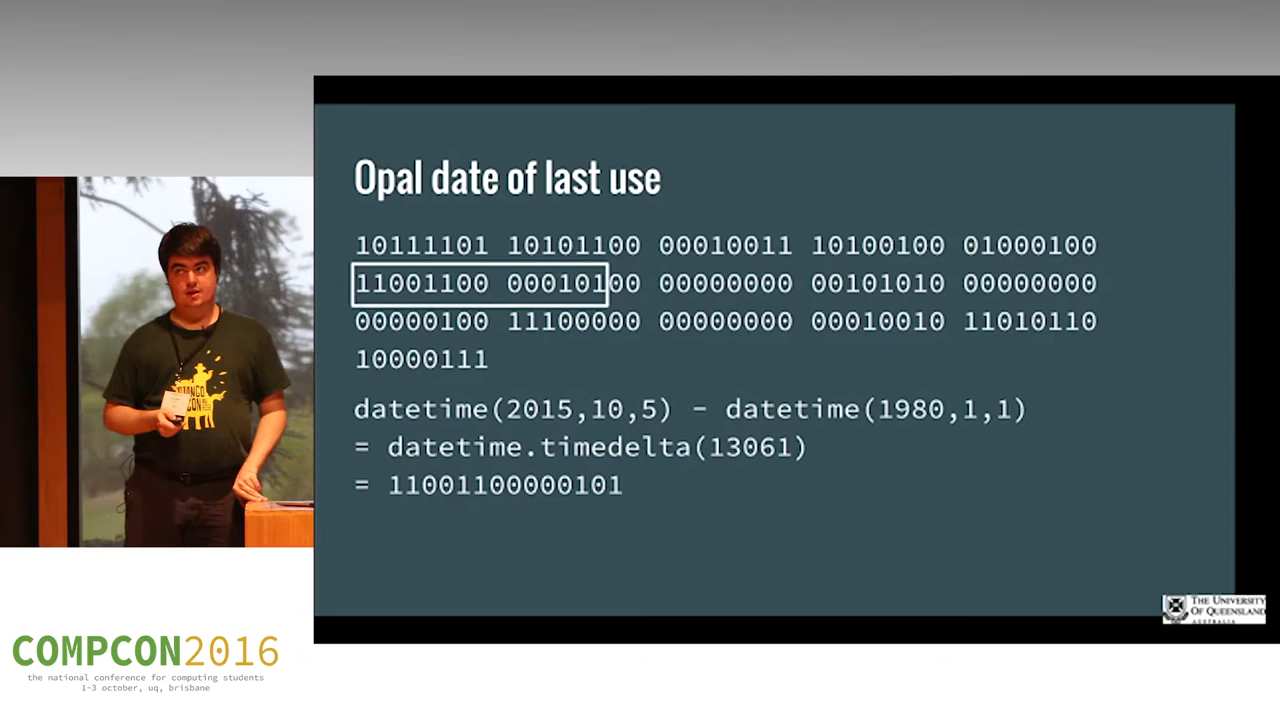 Opal date of last use
10111101 10101100 00010011 10100100 01000100
11001100 00010100 00000000 00101010 00000000
00000100 11100000 00000000 00010010 11010110
10000111
datetime(2015,10,5) - datetime(1980,1,1)
= datetime.timedelta(13061)
= 11001100000101
THE UNIVERSITY
OF QUEENSLAND
AUSTRALIA
COMPCON2016
the national conference for computing students
1-3 october, uq, brisbane